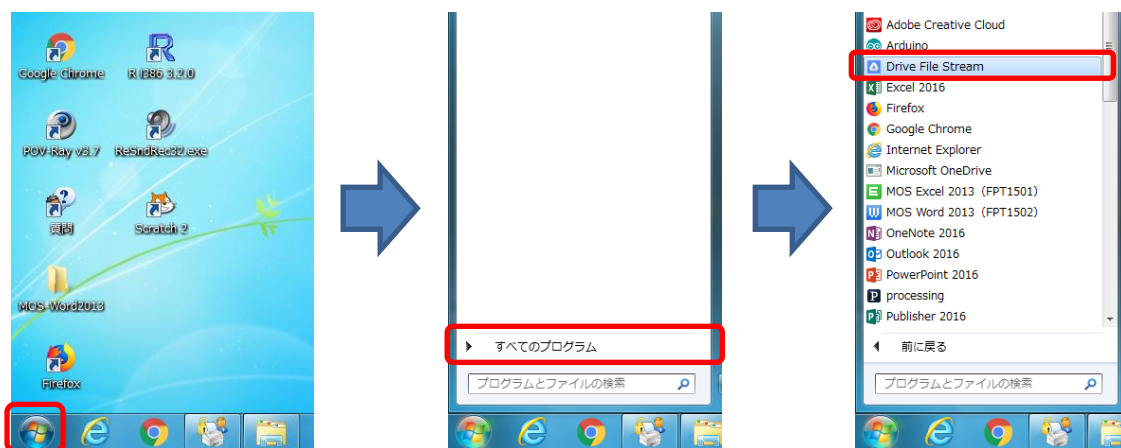 Google Chrome
R i386 3.2.0
POV-Ray v3.7
ReSndRec32.exe
質問
Scratch 2
MOS-Word2013
Firefox
すべてのプログラム
プログラムとファイルの検索
Adobe Creative Cloud
Arduino
Drive File Stream
Excel 2016
Firefox
Google Chrome
Internet Explorer
Microsoft OneDrive
MOS Excel 2013（FPT1501）
MOS Word 2013（FPT1502）
OneNote 2016
Outlook 2016
PowerPoint 2016
processing
Publisher 2016
前に戻る
プログラムとファイルの検索